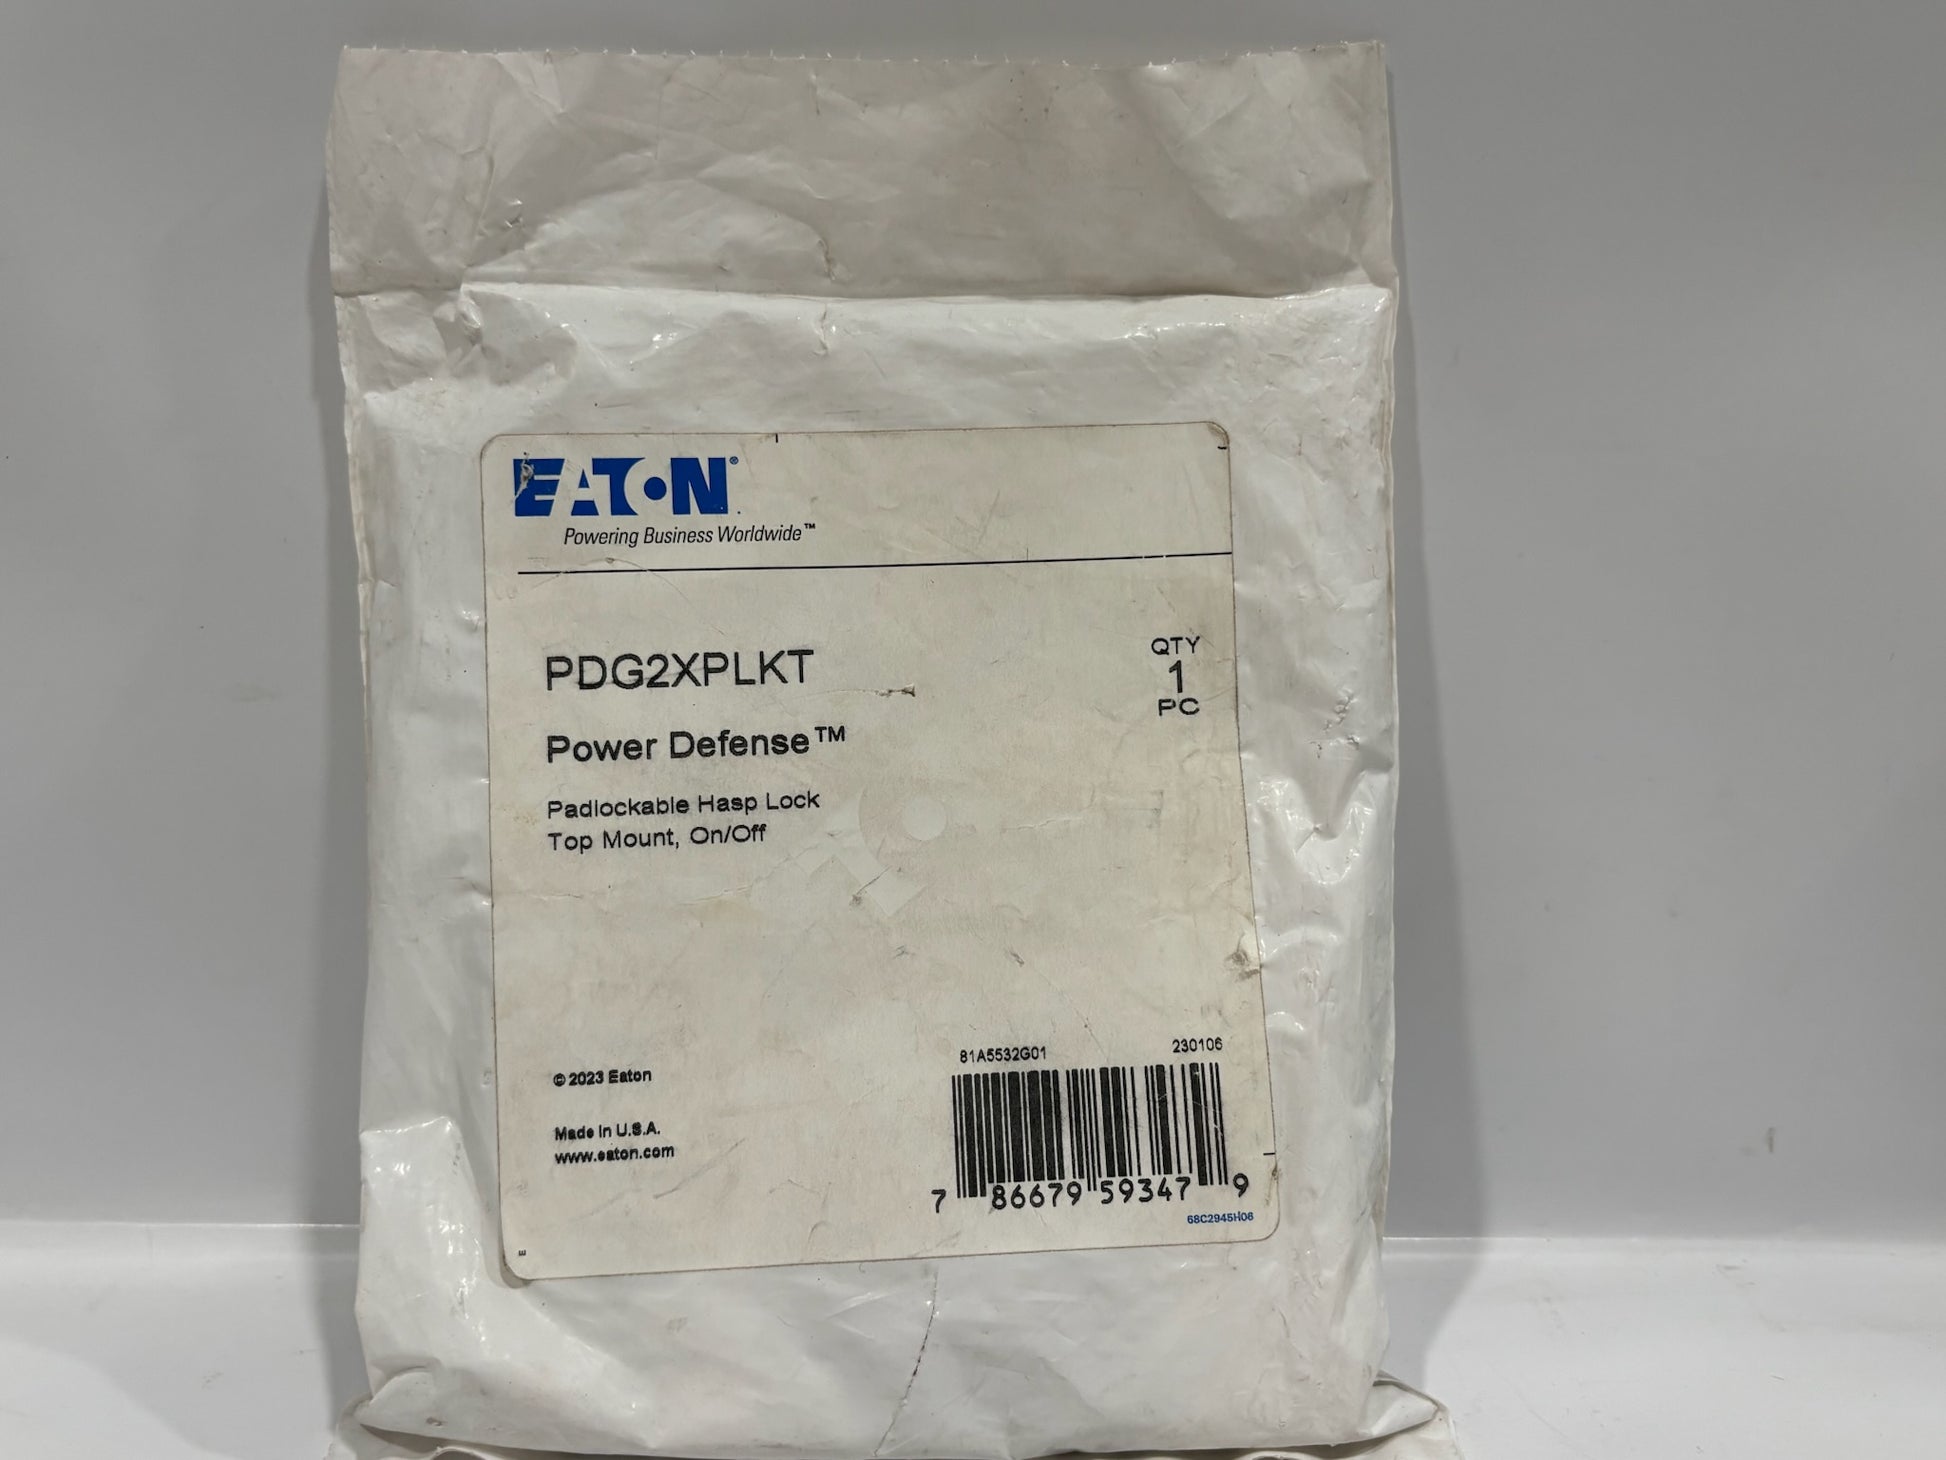 EATON®
Powering Business Worldwide™
PDG2XPLKT
QTY
1
PC
Power Defense™
Padlockable Hasp Lock
Top Mount, On/Off
81A5532G01 230106
© 2023 Eaton
Made in U.S.A.
www.eaton.com
7 86679 59347 9
68C2945H06